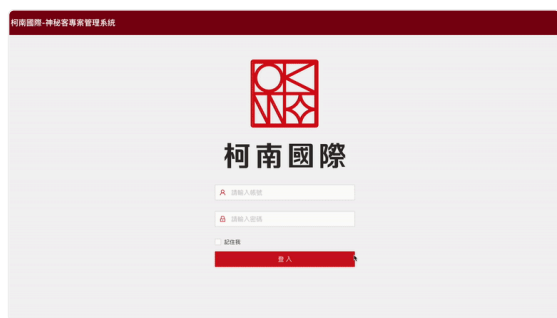 柯南國際-神秘客專案管理系統
柯南國際
請輸入帳號
請輸入密碼
記住我
登入